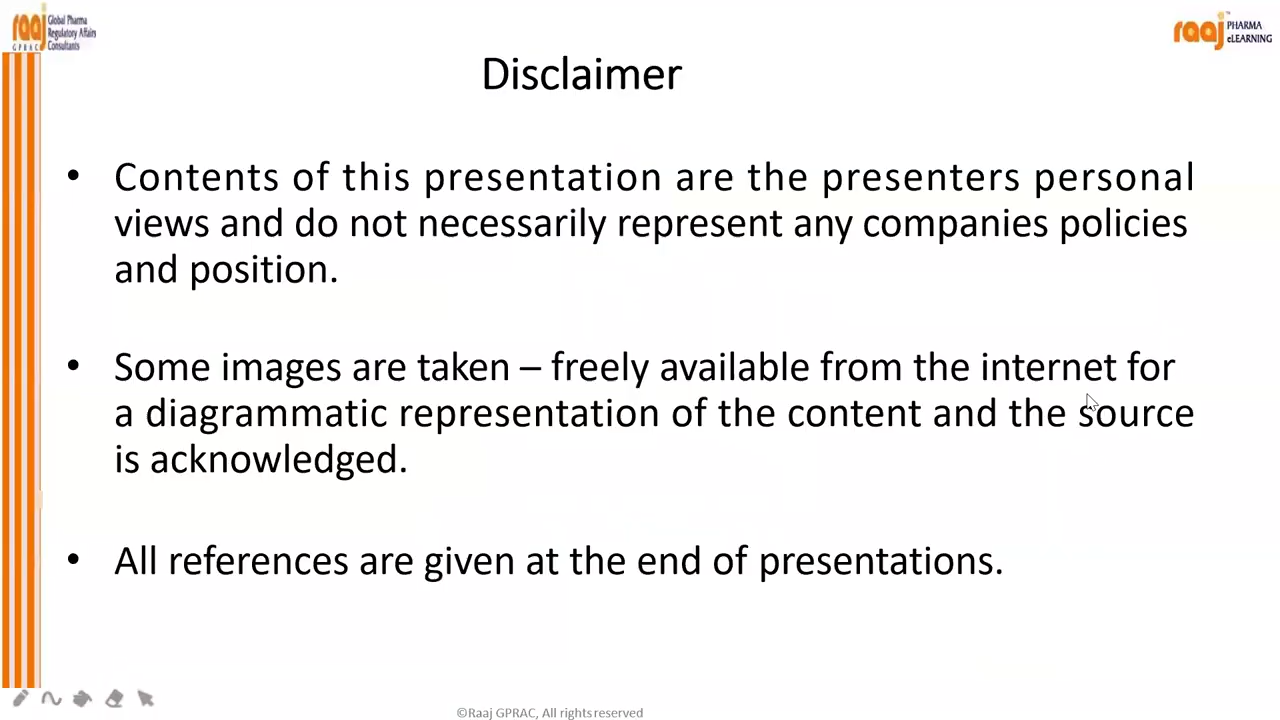 raaj Global Pharma
Regulatory Affairs
GPRAC Consultants
raaj™ PHARMA
eLEARNING
Disclaimer
• Contents of this presentation are the presenters personal
views and do not necessarily represent any companies policies
and position.
• Some images are taken – freely available from the internet for
a diagrammatic representation of the content and the source
is acknowledged.
• All references are given at the end of presentations.
©Raaj GPRAC, All rights reserved